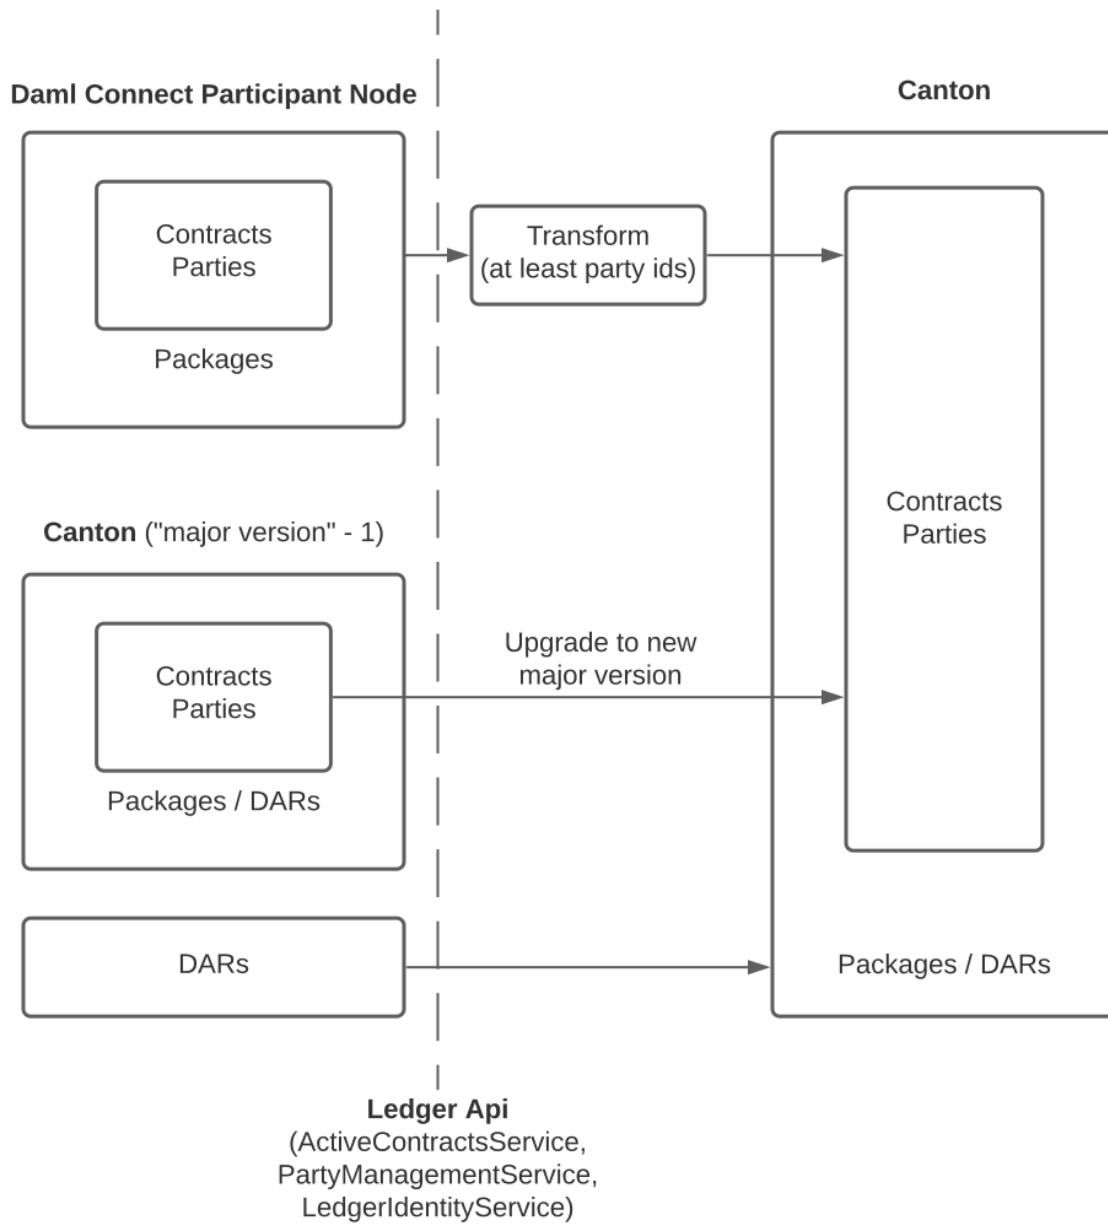 Daml Connect Participant Node
Canton
Contracts
Parties
Packages
Transform
(at least party ids)
Canton ("major version" - 1)
Contracts
Parties
Packages / DARs
Upgrade to new
major version
Contracts
Parties
DARs
Packages / DARs
Ledger Api
(ActiveContractsService,
PartyManagementService,
LedgerIdentityService)